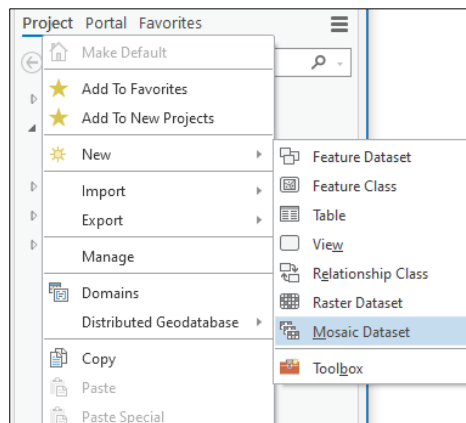 Project Portal Favorites
Make Default
Add To Favorites
Add To New Projects
New
Feature Dataset
Import
Feature Class
Export
Table
Manage
View
Relationship Class
Domains
Raster Dataset
Distributed Geodatabase
Mosaic Dataset
Copy
Toolbox
Paste
Paste Special